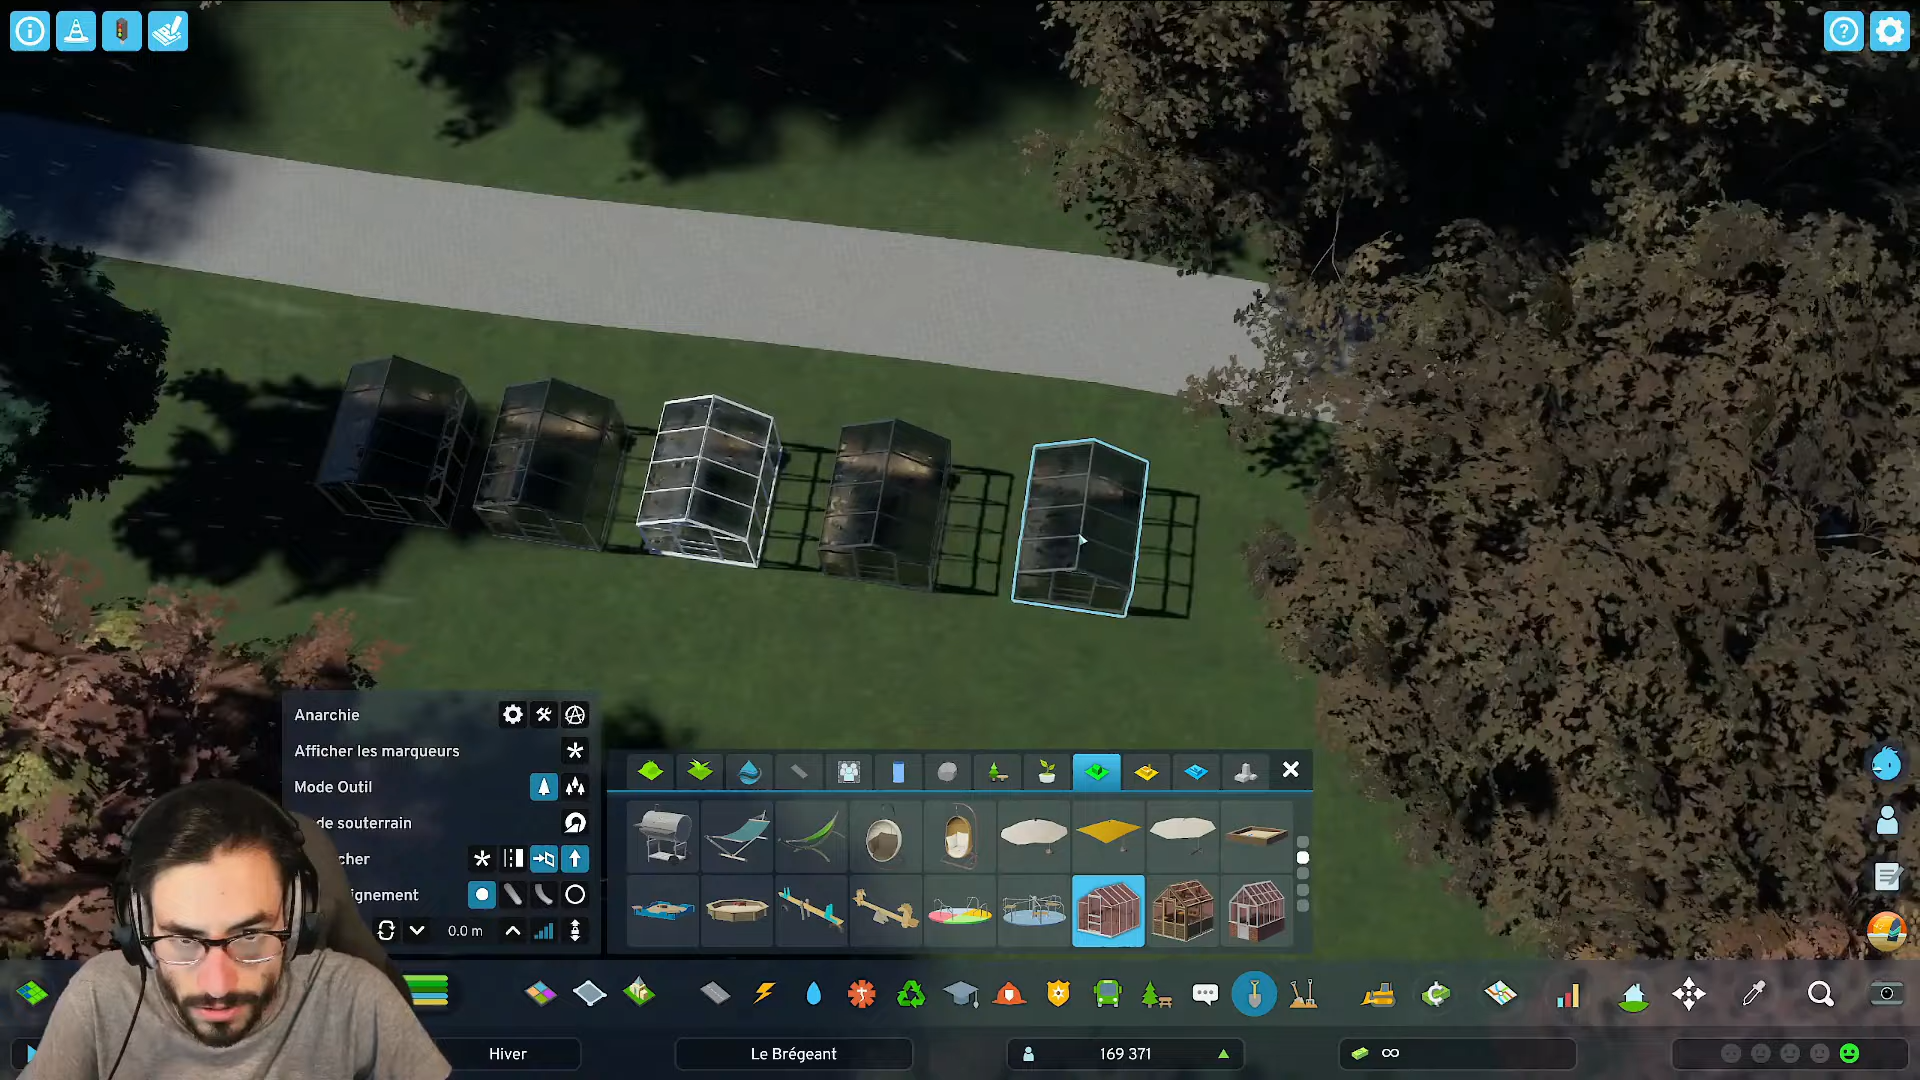 Anarchie
Afficher les marqueurs
Mode Outil
de souterrain
cher
ignement
0.0 m
Hiver
Le Brégeant
169 371
∞